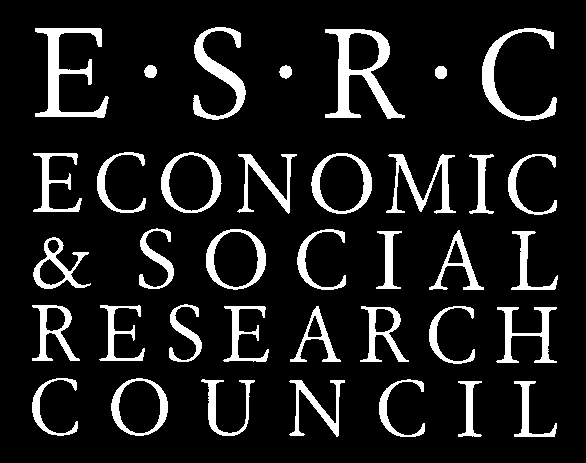 E·S·R·C
ECONOMIC
& SOCIAL
RESEARCH
COUNCIL